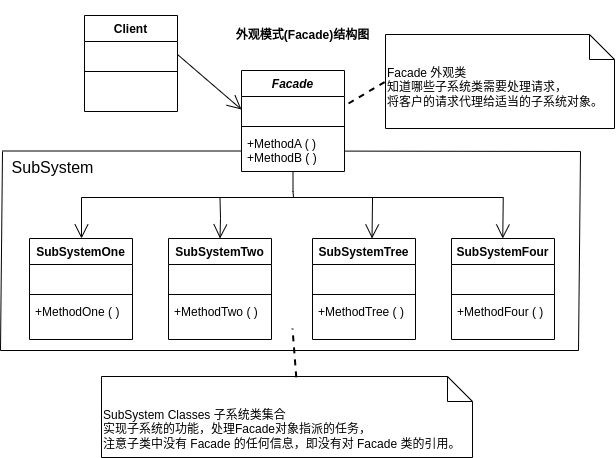 Client
外观模式(Facade)结构图
Facade
+MethodA ( )
+MethodB ( )
Facade 外观类
知道哪些子系统类需要处理请求，
将客户的请求代理给适当的子系统对象。
SubSystem
SubSystemOne
+MethodOne ( )
SubSystemTwo
+MethodTwo ( )
SubSystemTree
+MethodTree ( )
SubSystemFour
+MethodFour ( )
SubSystem Classes 子系统类集合
实现子系统的功能，处理Facade对象指派的任务，
注意子类中没有 Facade 的任何信息，即没有对 Facade 类的引用。